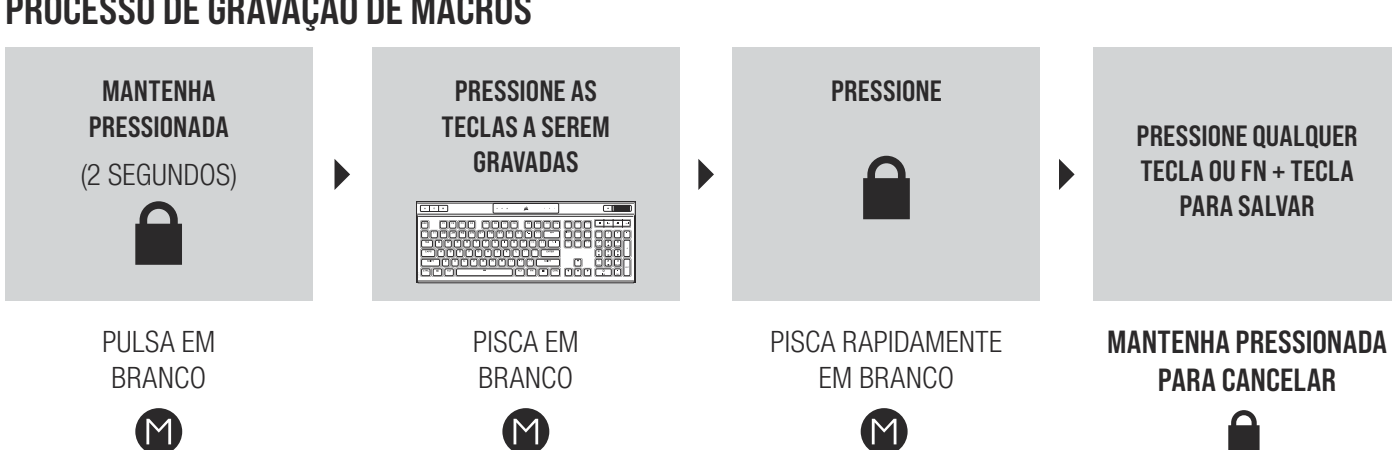 PROCESSO DE GRAVAÇÃO DE MACROS
MANTENHA
PRESSIONADA
(2 SEGUNDOS)
PRESSIONE AS
TECLAS A SEREM
GRAVADAS
PRESSIONE
PRESSIONE QUALQUER
TECLA OU FN + TECLA
PARA SALVAR
PULSA EM
BRANCO
M
PISCA EM
BRANCO
M
PISCA RAPIDAMENTE
EM BRANCO
M
MANTENHA PRESSIONADA
PARA CANCELAR